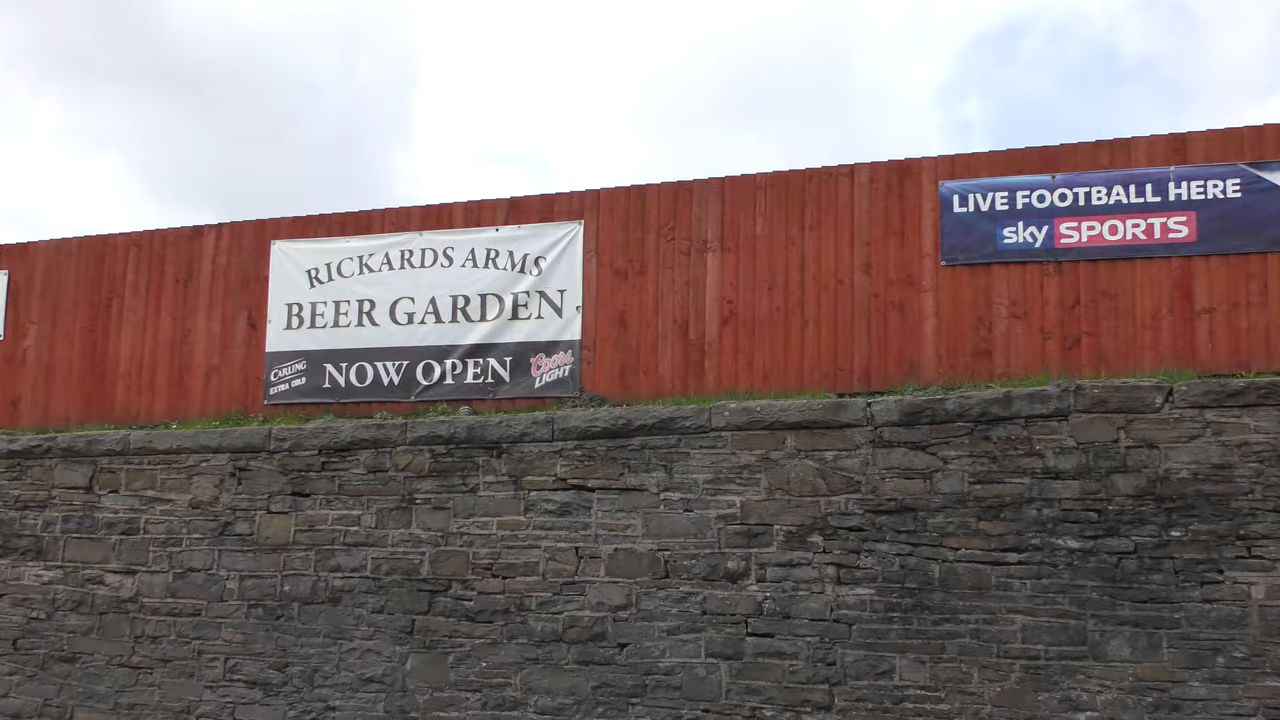 RICKARDS ARMS
BEER GARDEN
CARLING
EXTRA COLD
NOW OPEN
Coors
LIGHT
LIVE FOOTBALL HERE
sky SPORTS